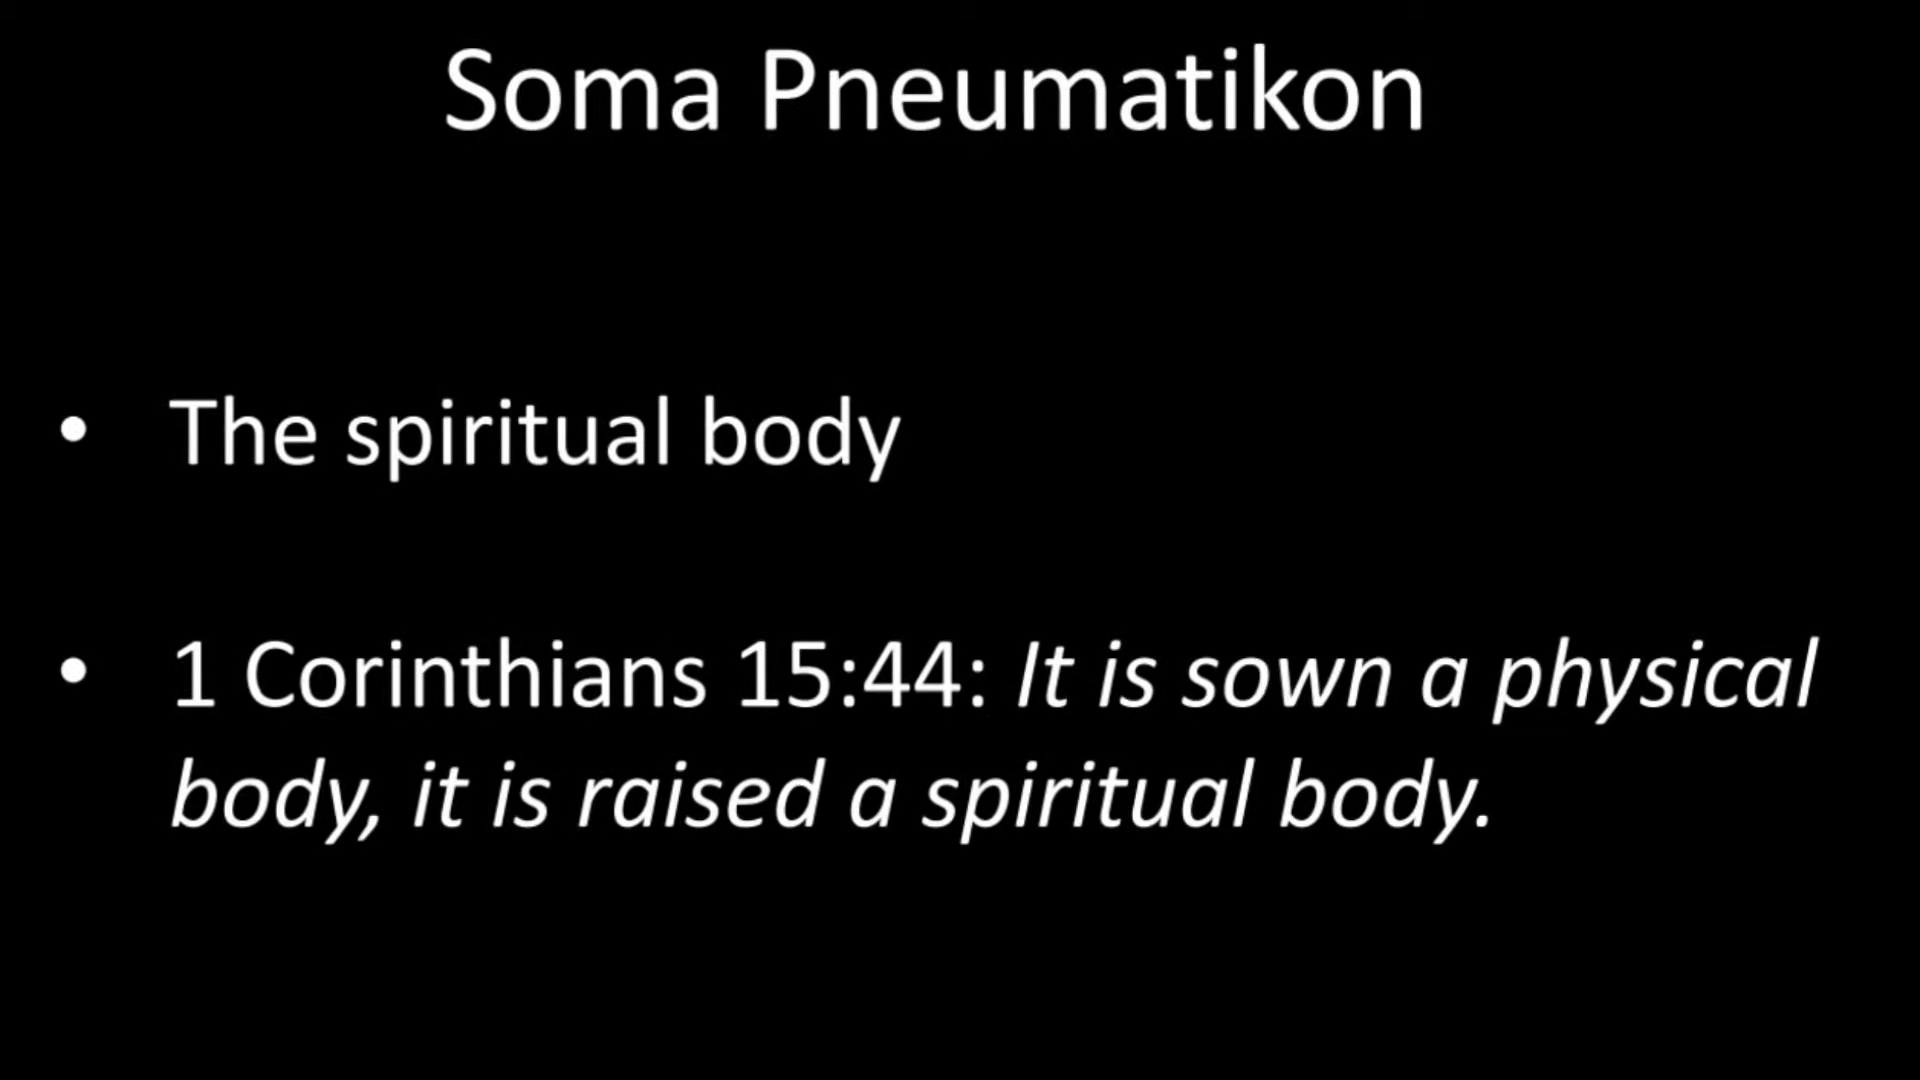 Soma Pneumatikon
• The spiritual body
• 1 Corinthians 15:44: It is sown a physical
body, it is raised a spiritual body.